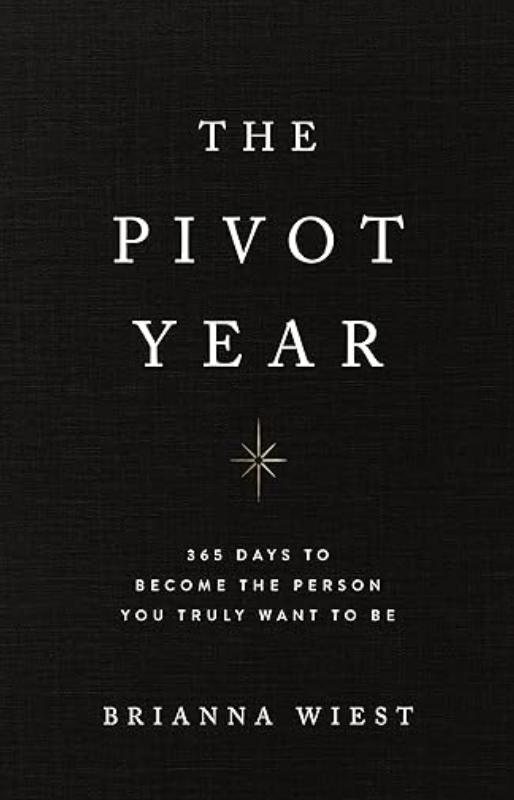 THE
PIVOT
YEAR
365 DAYS TO
BECOME THE PERSON
YOU TRULY WANT TO BE
BRIANNA WIEST